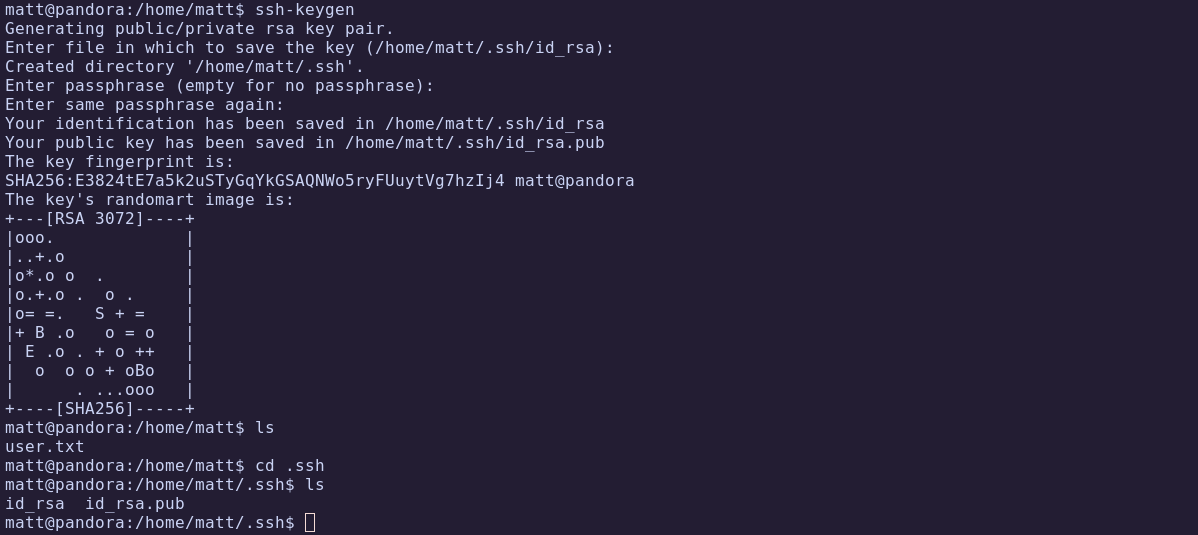 matt@pandora:/home/matt$ ssh-keygen
Generating public/private rsa key pair.
Enter file in which to save the key (/home/matt/.ssh/id_rsa):
Created directory '/home/matt/.ssh'.
Enter passphrase (empty for no passphrase):
Enter same passphrase again:
Your identification has been saved in /home/matt/.ssh/id_rsa
Your public key has been saved in /home/matt/.ssh/id_rsa.pub
The key fingerprint is:
SHA256:E3824tE7a5k2uSTyGqYkGSAQNWo5ryFUuytVg7hzIj4 matt@pandora
The key's randomart image is:
+---[RSA 3072]----+
|ooo.             |
|..+.o            |
|o*.o o  .        |
|o.+.o .  o .     |
|o= =.   S + =    |
|+ B .o   o = o   |
| E .o . + o ++   |
|  o  o o + oBo   |
|      . ...ooo   |
+----[SHA256]-----+
matt@pandora:/home/matt$ ls
user.txt
matt@pandora:/home/matt$ cd .ssh
matt@pandora:/home/matt/.ssh$ ls
id_rsa  id_rsa.pub
matt@pandora:/home/matt/.ssh$